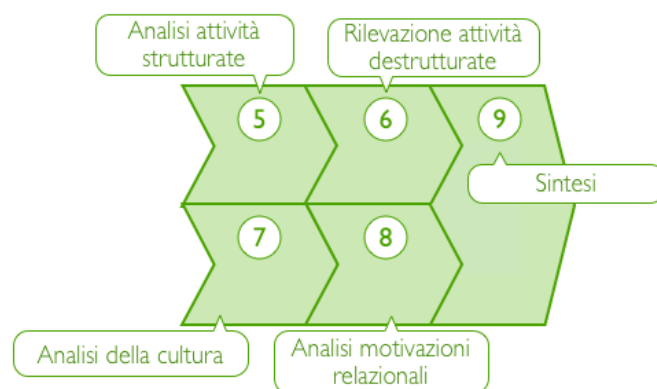 Analisi attività
strutturate
Rilevazione attività
destrutturate
5
6
9
Sintesi
7
8
Analisi della cultura
Analisi motivazioni
relazionali